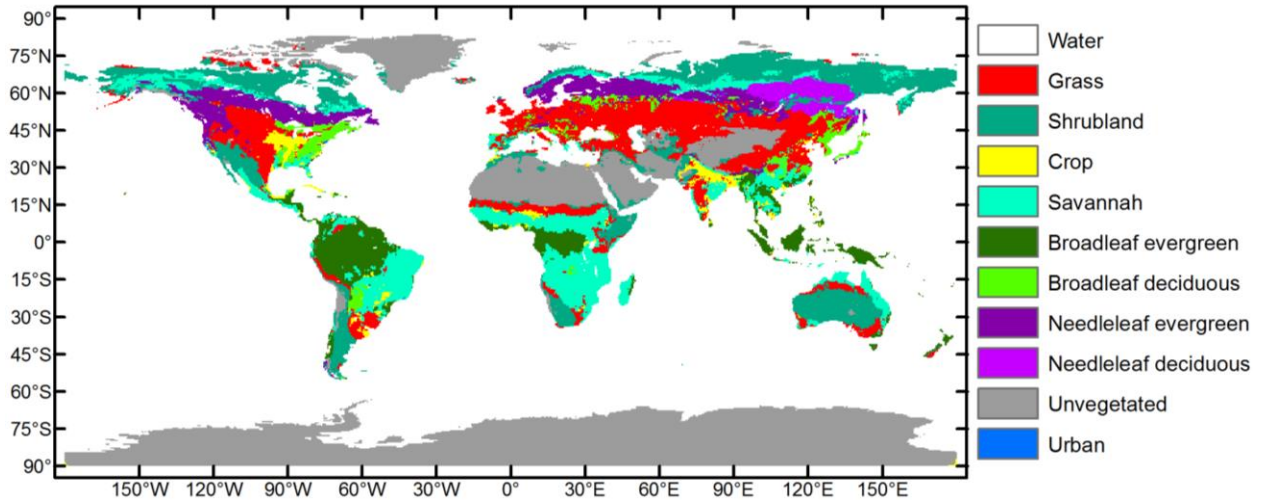 90°
75°N
60°N
45°N
30°N
15°N
0°
15°S
30°S
45°S
60°S
75°S
90°
150°W 120°W 90°W 60°W 30°W 0° 30°E 60°E 90°E 120°E 150°E
Water
Grass
Shrubland
Crop
Savannah
Broadleaf evergreen
Broadleaf deciduous
Needleleaf evergreen
Needleleaf deciduous
Unvegetated
Urban